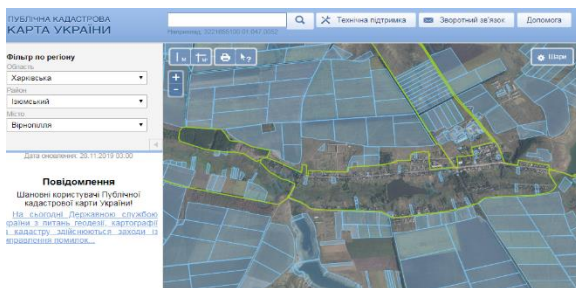 ПУБЛІЧНА КАДАСТРОВА
КАРТА УКРАЇНИ
Технічна підтримка
Зворотний зв'язок
Допомога
Фільтр по регіону
Область
Харківська
Район
Ізюмський
Місто
Вірнопілля
Шари
Дата оновлення: 26.11.2019 03:00
Повідомлення
Шановні користувачі Публічної
кадастрової карти України!
На сьогодні Державною службою
країни з питань геодезії, картографії
кадастру здійснюються заходи із
виправлення помилок...